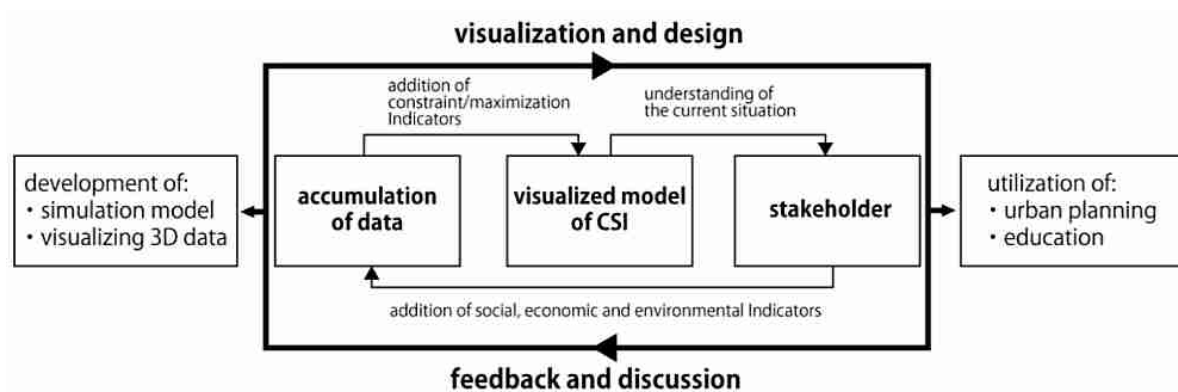 visualization and design
addition of
constraint/maximization
Indicators
understanding of
the current situation
development of:
・simulation model
・visualizing 3D data
accumulation
of data
visualized model
of CSI
stakeholder
utilization of:
・urban planning
・education
addition of social, economic and environmental Indicators
feedback and discussion